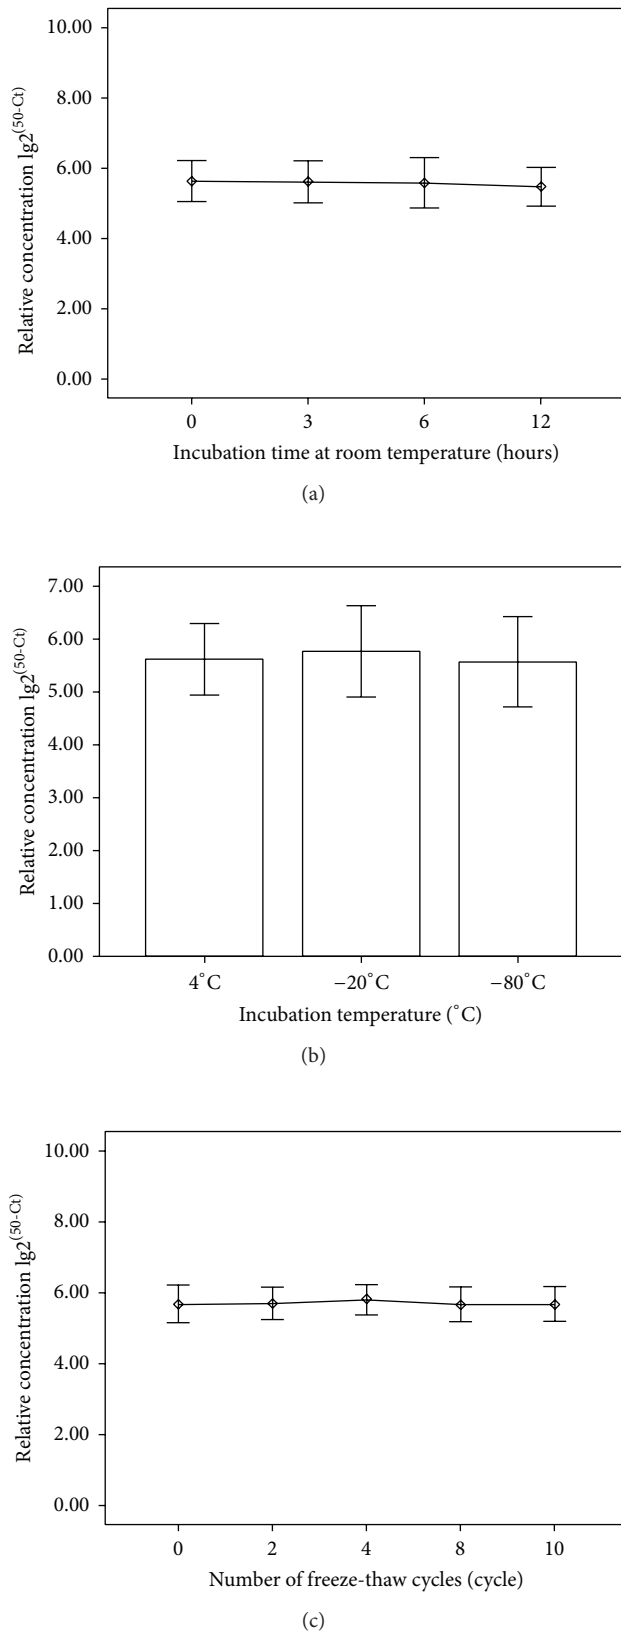 10.00
8.00
6.00
4.00
2.00
0.00
Relative concentration lg2^(50-Ct)
0 3 6 12
Incubation time at room temperature (hours)
(a)
7.00
6.00
5.00
4.00
3.00
2.00
1.00
0.00
Relative concentration lg2^(50-Ct)
4°C −20°C −80°C
Incubation temperature (°C)
(b)
10.00
8.00
6.00
4.00
2.00
0.00
Relative concentration lg2^(50-Ct)
0 2 4 8 10
Number of freeze-thaw cycles (cycle)
(c)